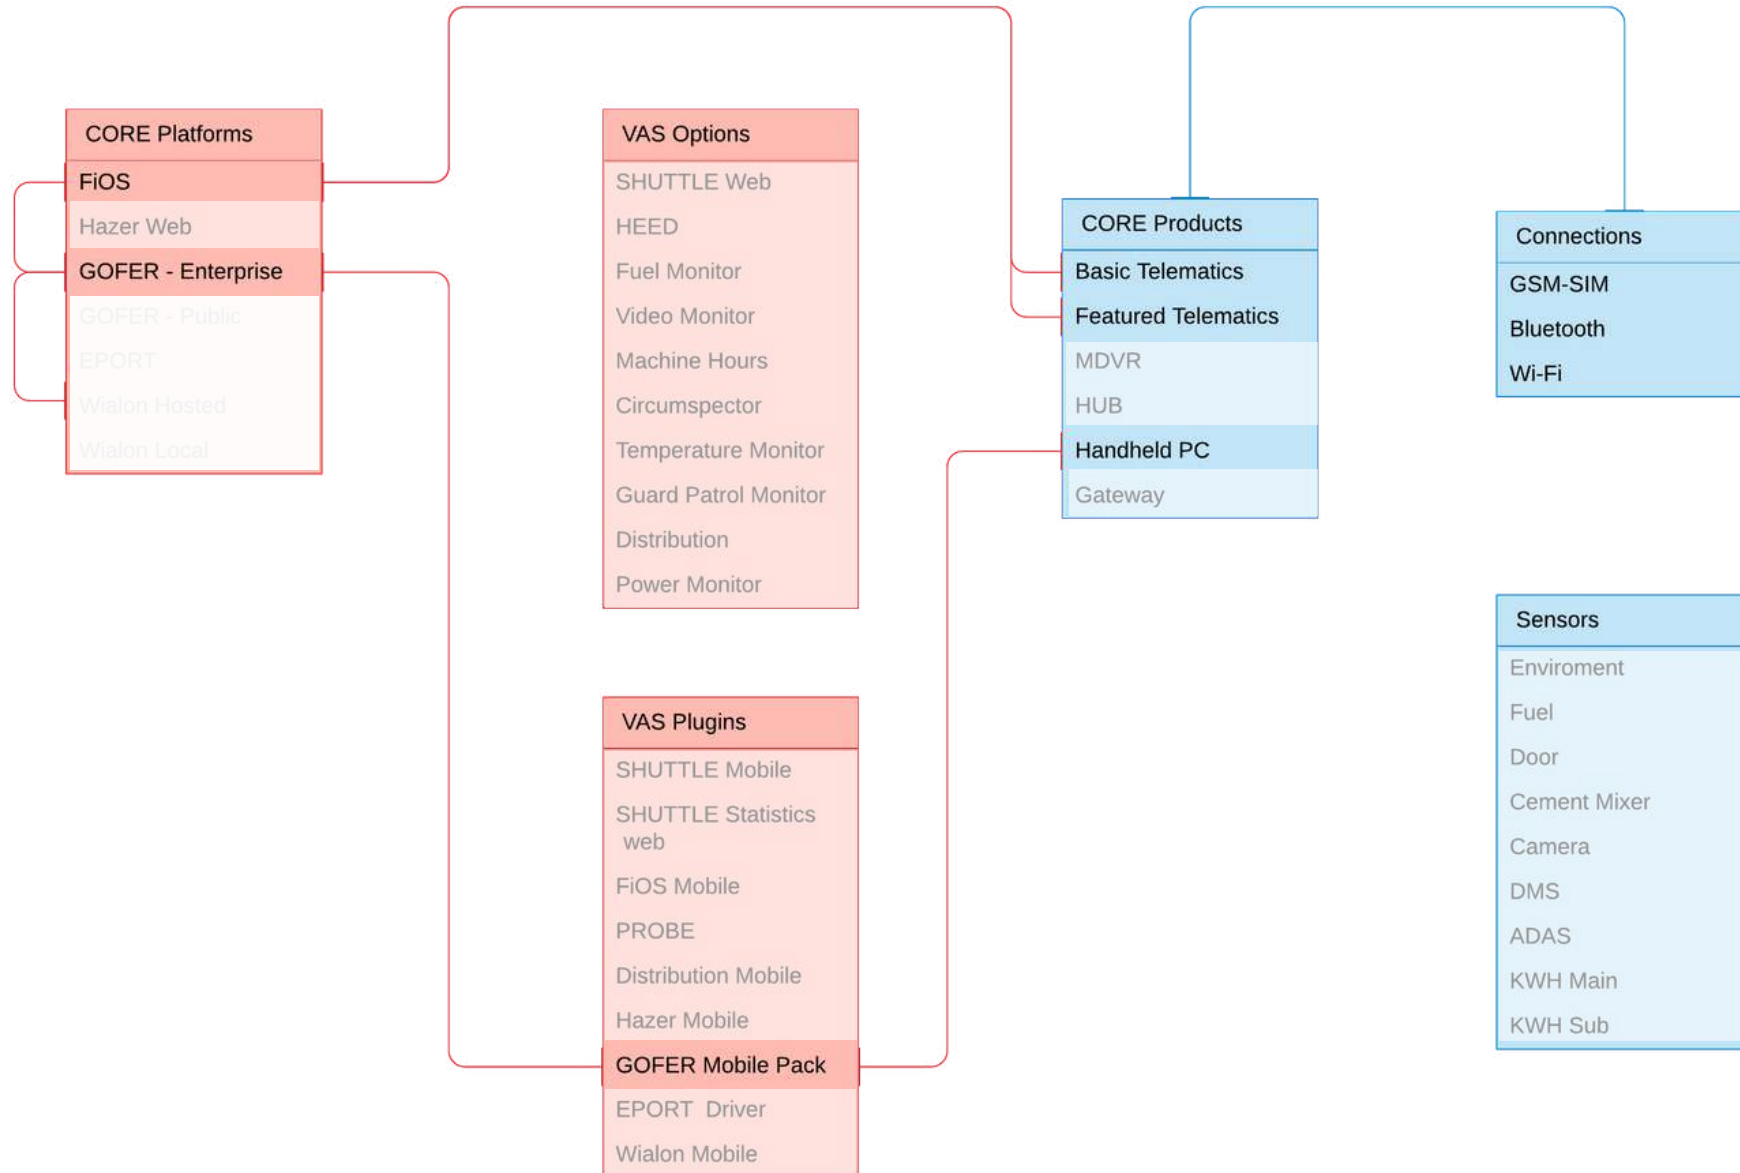 CORE Platforms
FiOS
Hazer Web
GOFER - Enterprise
GOFER - Public
EPORT
Wialon Hosted
Wialon Local
VAS Options
SHUTTLE Web
HEED
Fuel Monitor
Video Monitor
Machine Hours
Circumspector
Temperature Monitor
Guard Patrol Monitor
Distribution
Power Monitor
VAS Plugins
SHUTTLE Mobile
SHUTTLE Statistics
web
FiOS Mobile
PROBE
Distribution Mobile
Hazer Mobile
GOFER Mobile Pack
EPORT Driver
Wialon Mobile
CORE Products
Basic Telematics
Featured Telematics
MDVR
HUB
Handheld PC
Gateway
Connections
GSM-SIM
Bluetooth
Wi-Fi
Sensors
Enviroment
Fuel
Door
Cement Mixer
Camera
DMS
ADAS
KWH Main
KWH Sub